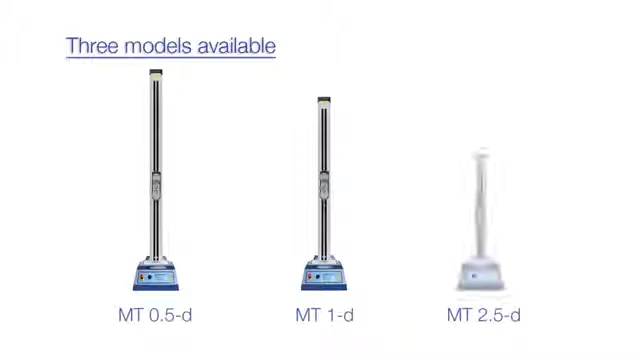 Three models available
MT 0.5-d
MT 1-d
MT 2.5-d